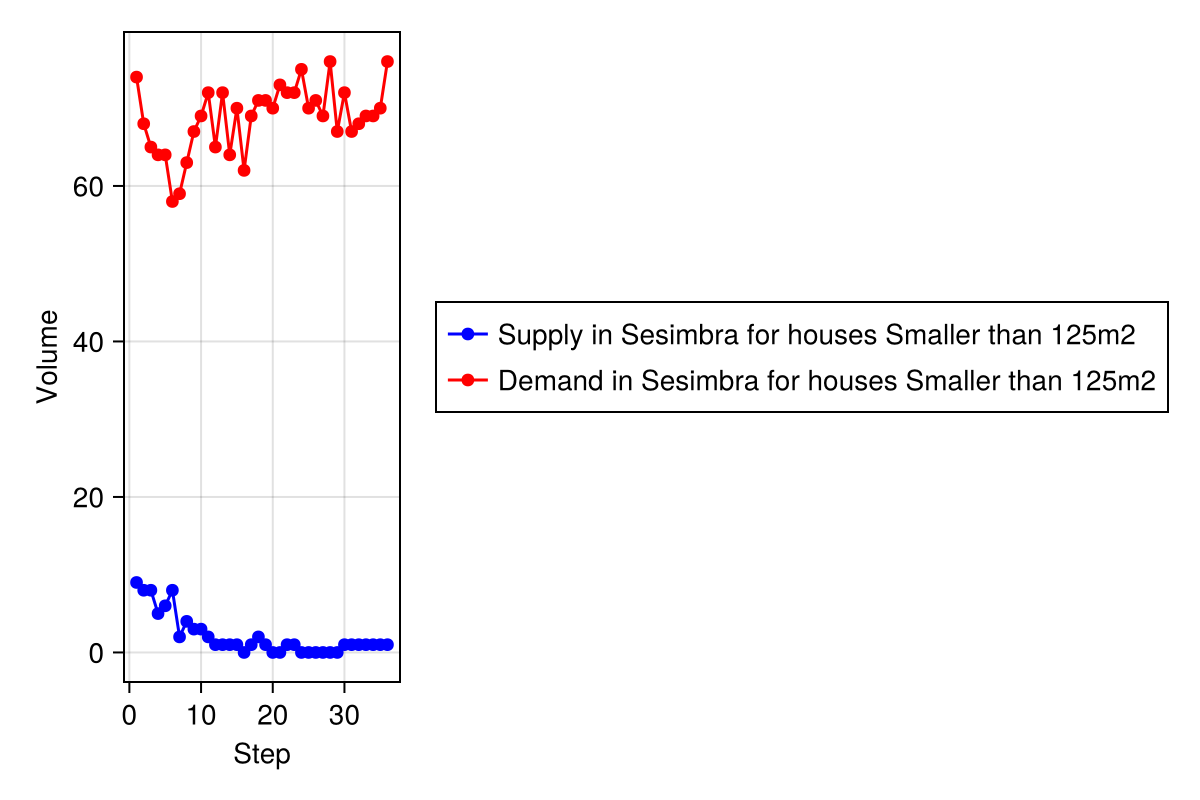 Volume
60
40
20
0
0 10 20 30
Step
Supply in Sesimbra for houses Smaller than 125m2
Demand in Sesimbra for houses Smaller than 125m2